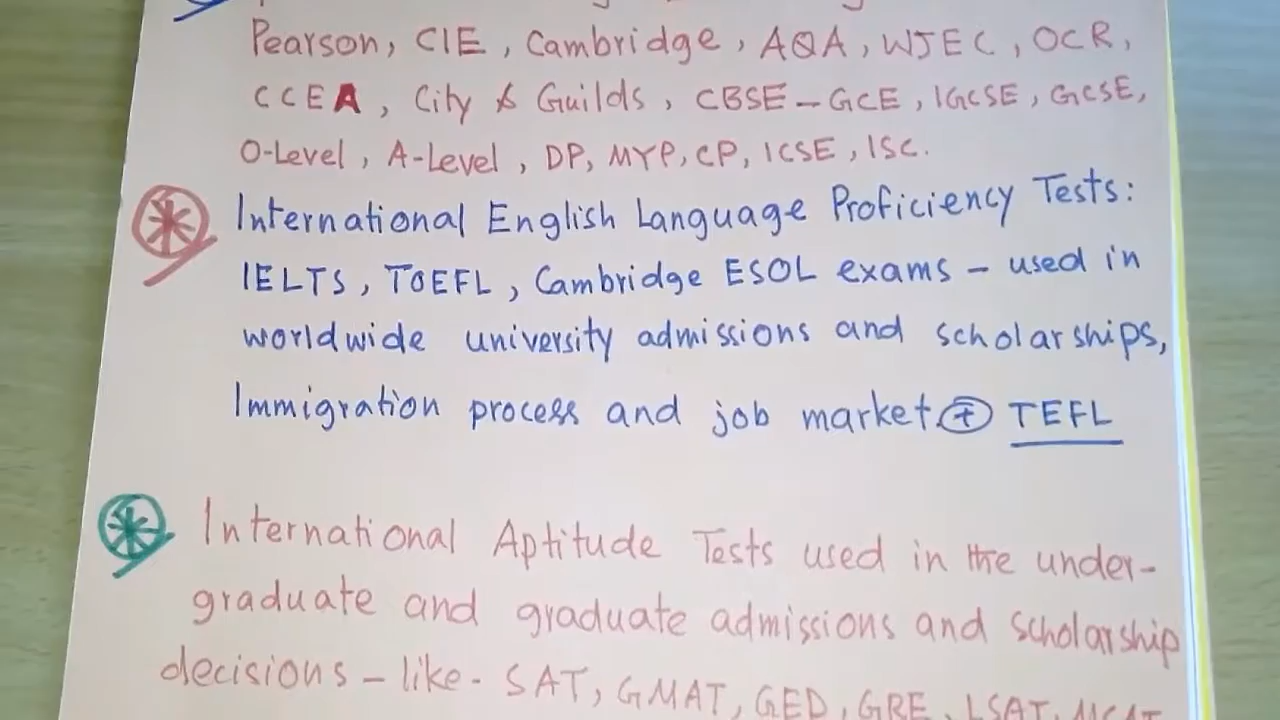 Pearson, CIE, Cambridge, AQA, WJEC, OCR,
CCEA, City & Guilds, CBSE-GCE, IGCSE, GCSE,
O-Level, A-Level, DP, MYP, CP, ICSE, ISC.
International English Language Proficiency Tests:
IELTS, TOEFL, Cambridge ESOL exams - used in
worldwide university admissions and scholarships,
Immigration process and job market. + TEFL
International Aptitude Tests used in the under-
graduate and graduate admissions and scholarship
decisions - like - SAT, GMAT, GED, GRE, LSAT, MCAT